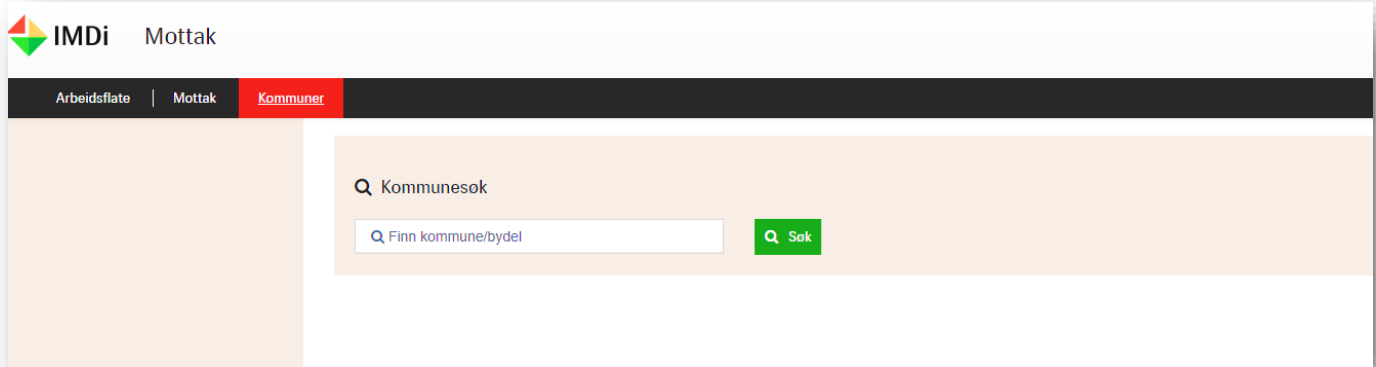 IMDi Mottak
Arbeidsflate | Mottak Kommuner
Kommunesøk
Finn kommune/bydel Søk